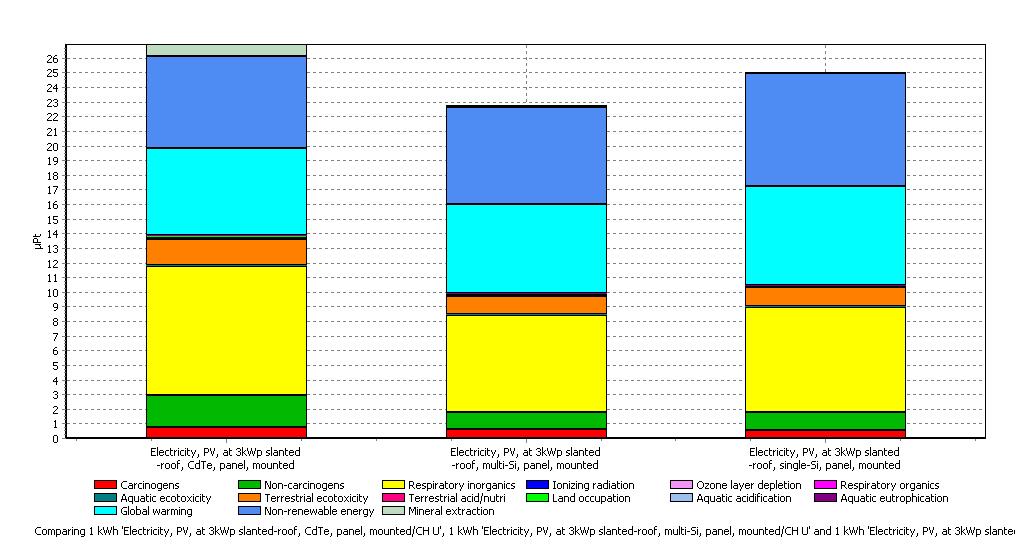 26
25
24
23
22
21
20
19
18
17
16
15
14
13
12
11
10
9
8
7
6
5
4
3
2
1
0
µPt
Electricity, PV, at 3kWp slanted
-roof, CdTe, panel, mounted
Electricity, PV, at 3kWp slanted
-roof, multi-Si, panel, mounted
Electricity, PV, at 3kWp slanted
-roof, single-Si, panel, mounted
Carcinogens Non-carcinogens Respiratory inorganics Ionizing radiation Ozone layer depletion Respiratory organics
Aquatic ecotoxicity Terrestrial ecotoxicity Terrestrial acid/nutri Land occupation Aquatic acidification Aquatic eutrophication
Global warming Non-renewable energy Mineral extraction
Comparing 1 kWh 'Electricity, PV, at 3kWp slanted-roof, CdTe, panel, mounted/CH U', 1 kWh 'Electricity, PV, at 3kWp slanted-roof, multi-Si, panel, mounted/CH U' and 1 kWh 'Electricity, PV, at 3kWp slante